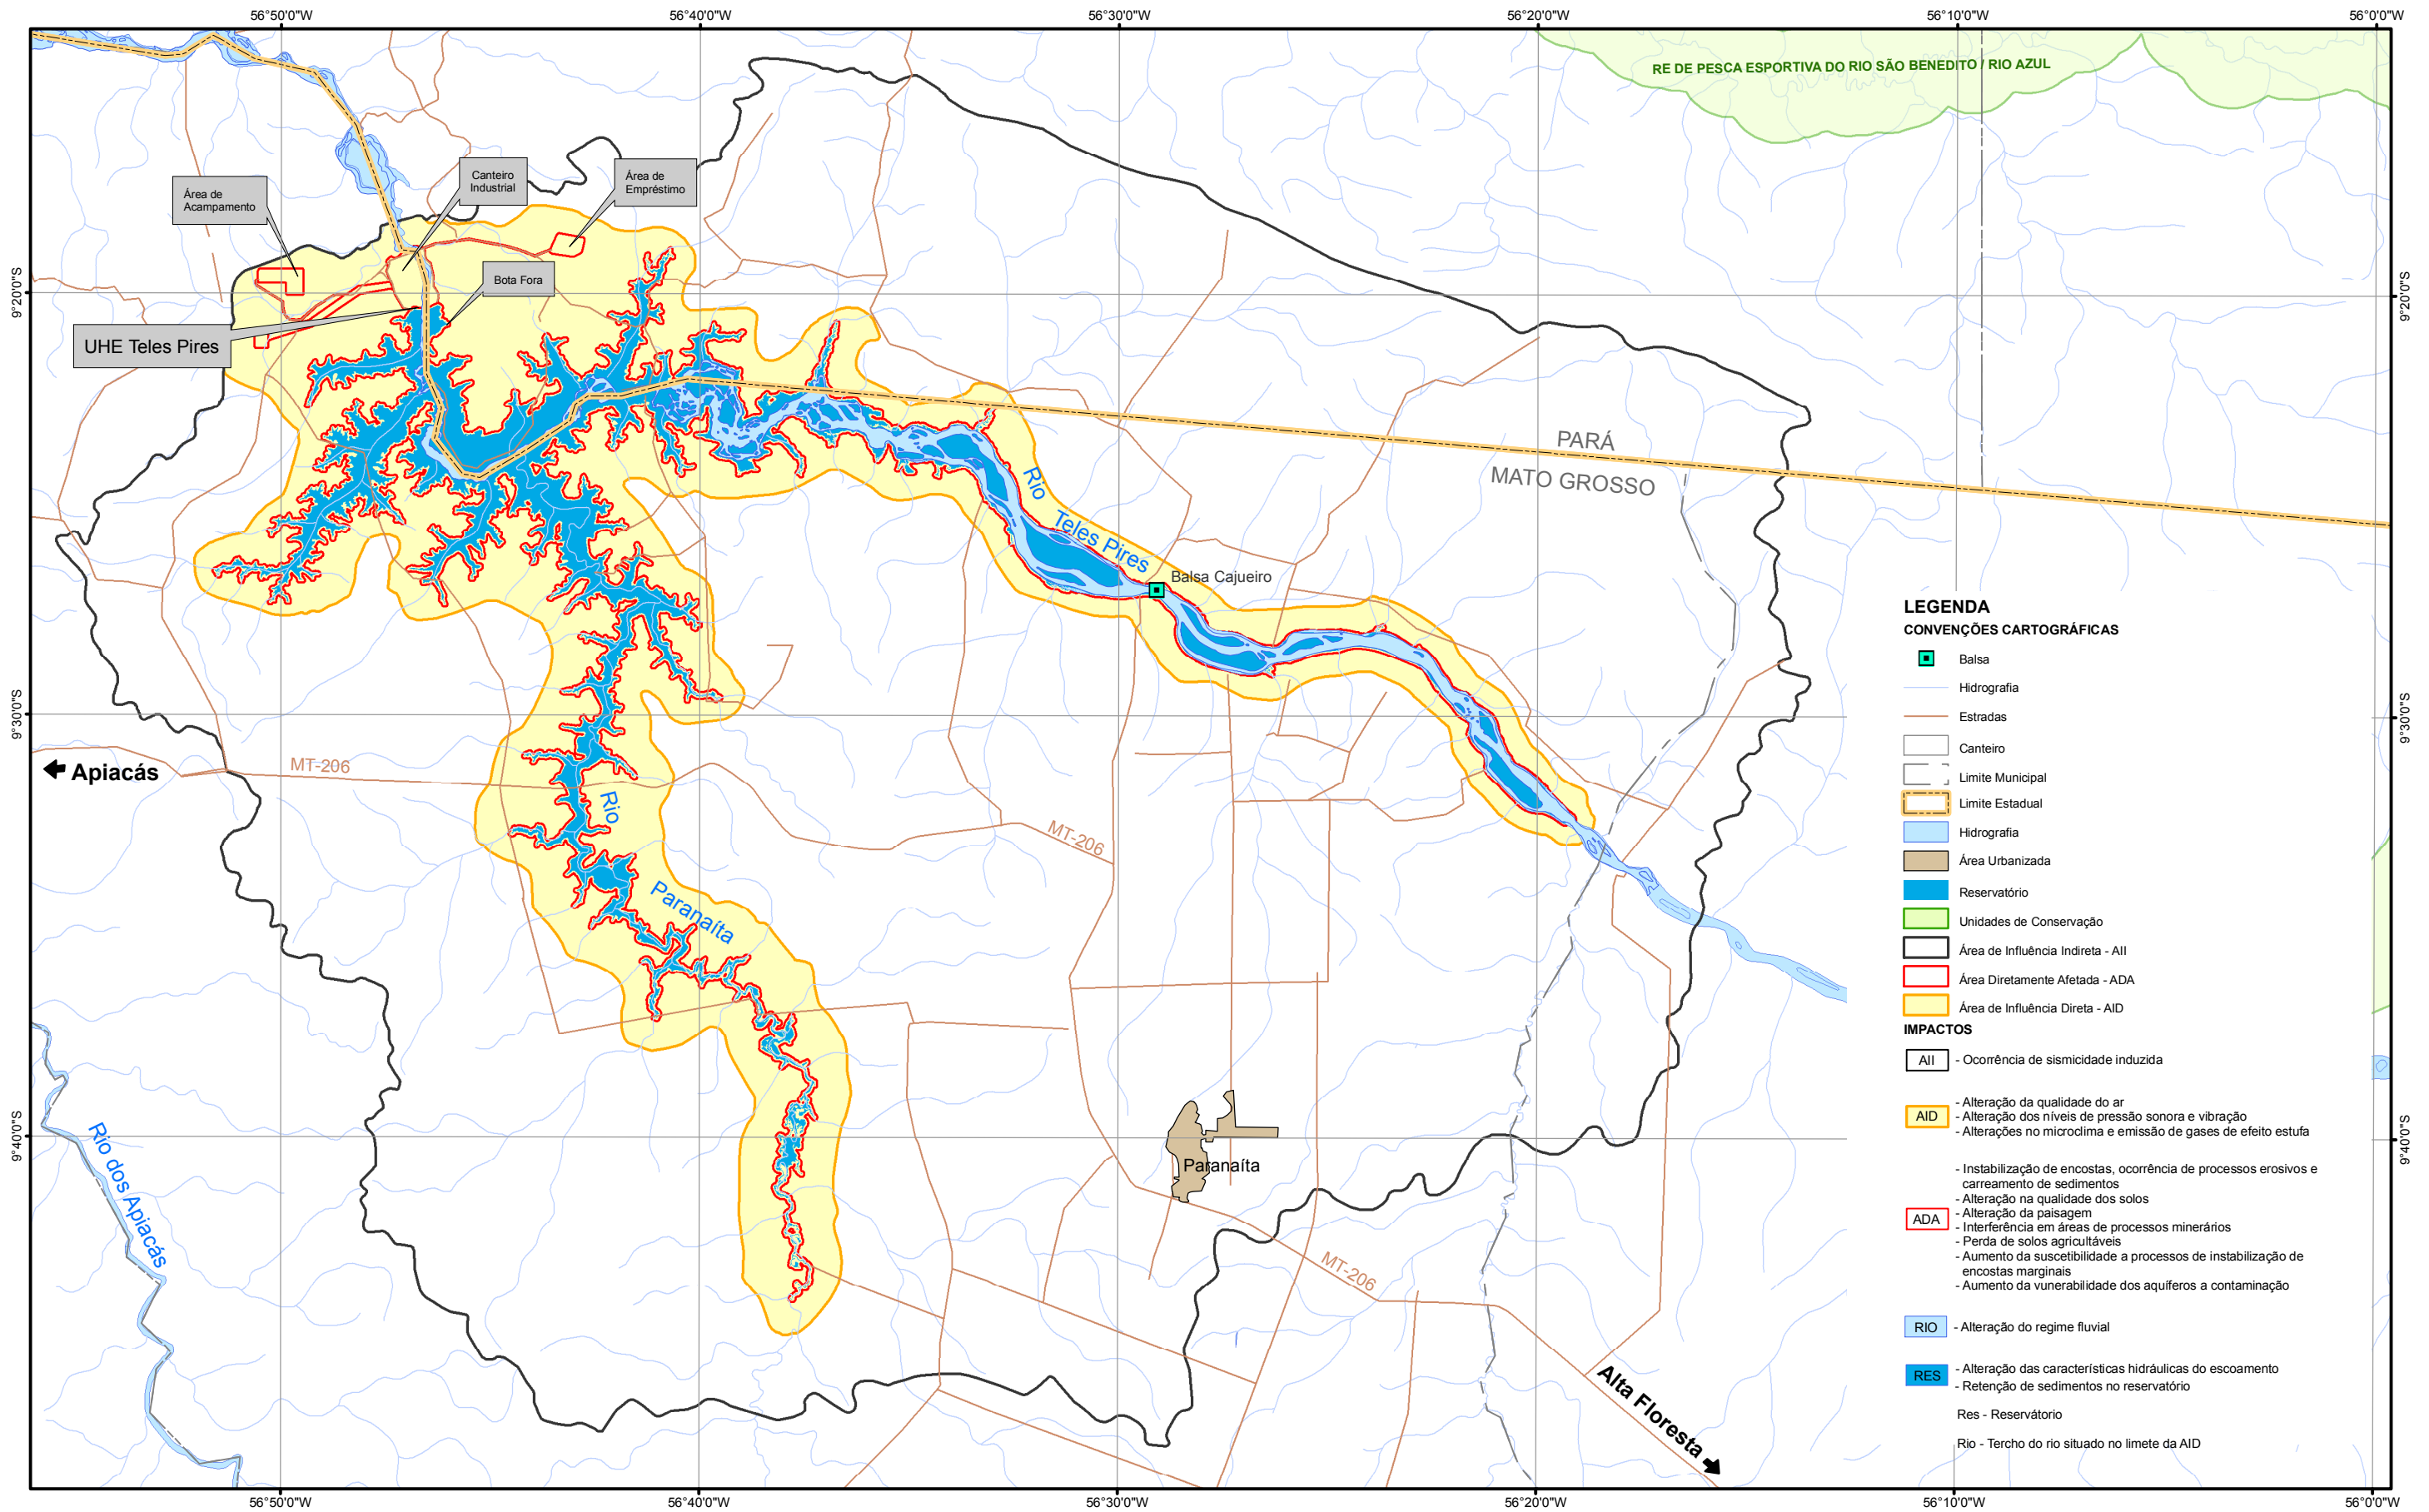 56°50'0"W
56°40'0"W
56°30'0"W
56°20'0"W
56°10'0"W
56°0'0"W
RE DE PESCA ESPORTIVA DO RIO SÃO BENEDITO / RIO AZUL
Área de
Acampamento
Canteiro
Industrial
Área de
Empréstimo
Bota Fora
UHE Teles Pires
9°20'0"S
9°20'0"S
PARÁ
MATO GROSSO
Rio
Teles Pires
Balsa Cajueiro
9°30'0"S
9°30'0"S
Apiacás
MT-206
Rio
Paranaíta
MT-206
9°40'0"S
9°40'0"S
Rio dos Apiacás
Paranaíta
MT-206
Alta Floresta
LEGENDA
CONVENÇÕES CARTOGRÁFICAS
Balsa
Hidrografia
Estradas
Canteiro
Limite Municipal
Limite Estadual
Hidrografia
Área Urbanizada
Reservatório
Unidades de Conservação
Área de Influência Indireta - AII
Área Diretamente Afetada - ADA
Área de Influência Direta - AID
IMPACTOS
AII - Ocorrência de sismicidade induzida
- Alteração da qualidade do ar
AID - Alteração dos níveis de pressão sonora e vibração
- Alterações no microclima e emissão de gases de efeito estufa
- Instabilização de encostas, ocorrência de processos erosivos e
carreamento de sedimentos
- Alteração na qualidade dos solos
ADA - Alteração da paisagem
- Interferência em áreas de processos minerários
- Perda de solos agricultáveis
- Aumento da suscetibilidade a processos de instabilização de
encostas marginais
- Aumento da vunerabilidade dos aquíferos a contaminação
RIO - Alteração do regime fluvial
RES - Alteração das características hidráulicas do escoamento
- Retenção de sedimentos no reservatório
Res - Reservátorio
Rio - Tercho do rio situado no limete da AID
56°50'0"W
56°40'0"W
56°30'0"W
56°20'0"W
56°10'0"W
56°0'0"W